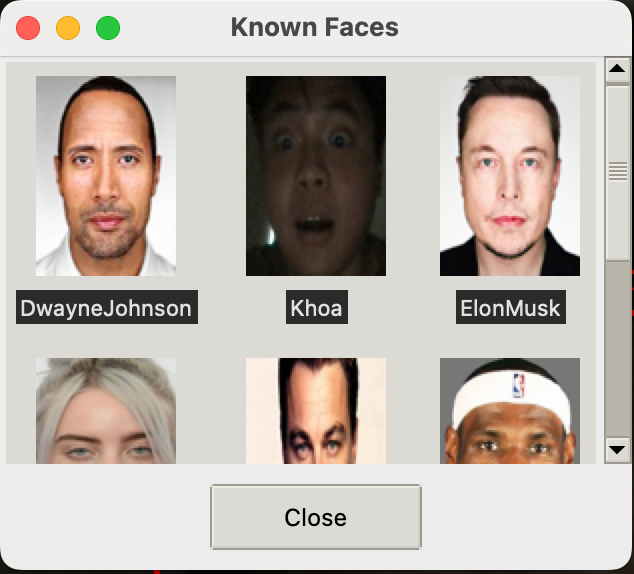 Known Faces
DwayneJohnson
Khoa
ElonMusk
Close